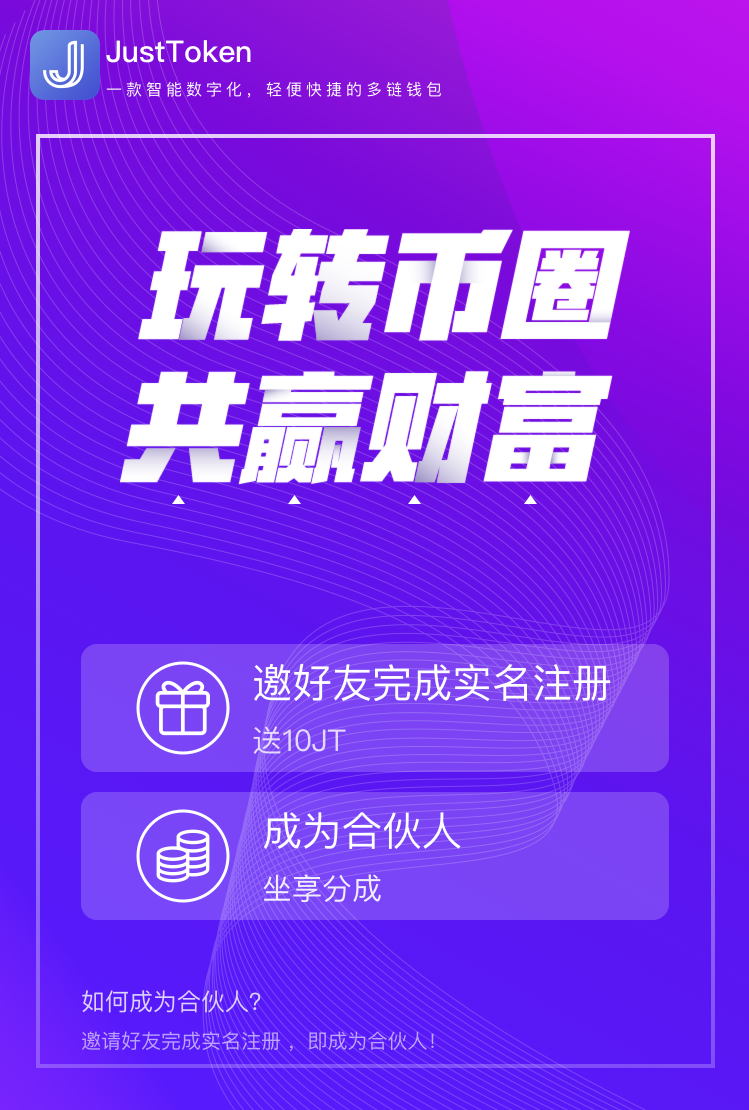 JustToken
一款智能数字化，轻便快捷的多链钱包
玩转币圈
共赢财富
邀好友完成实名注册
送10JT
成为合伙人
坐享分成
如何成为合伙人？
邀请好友完成实名注册，即成为合伙人！